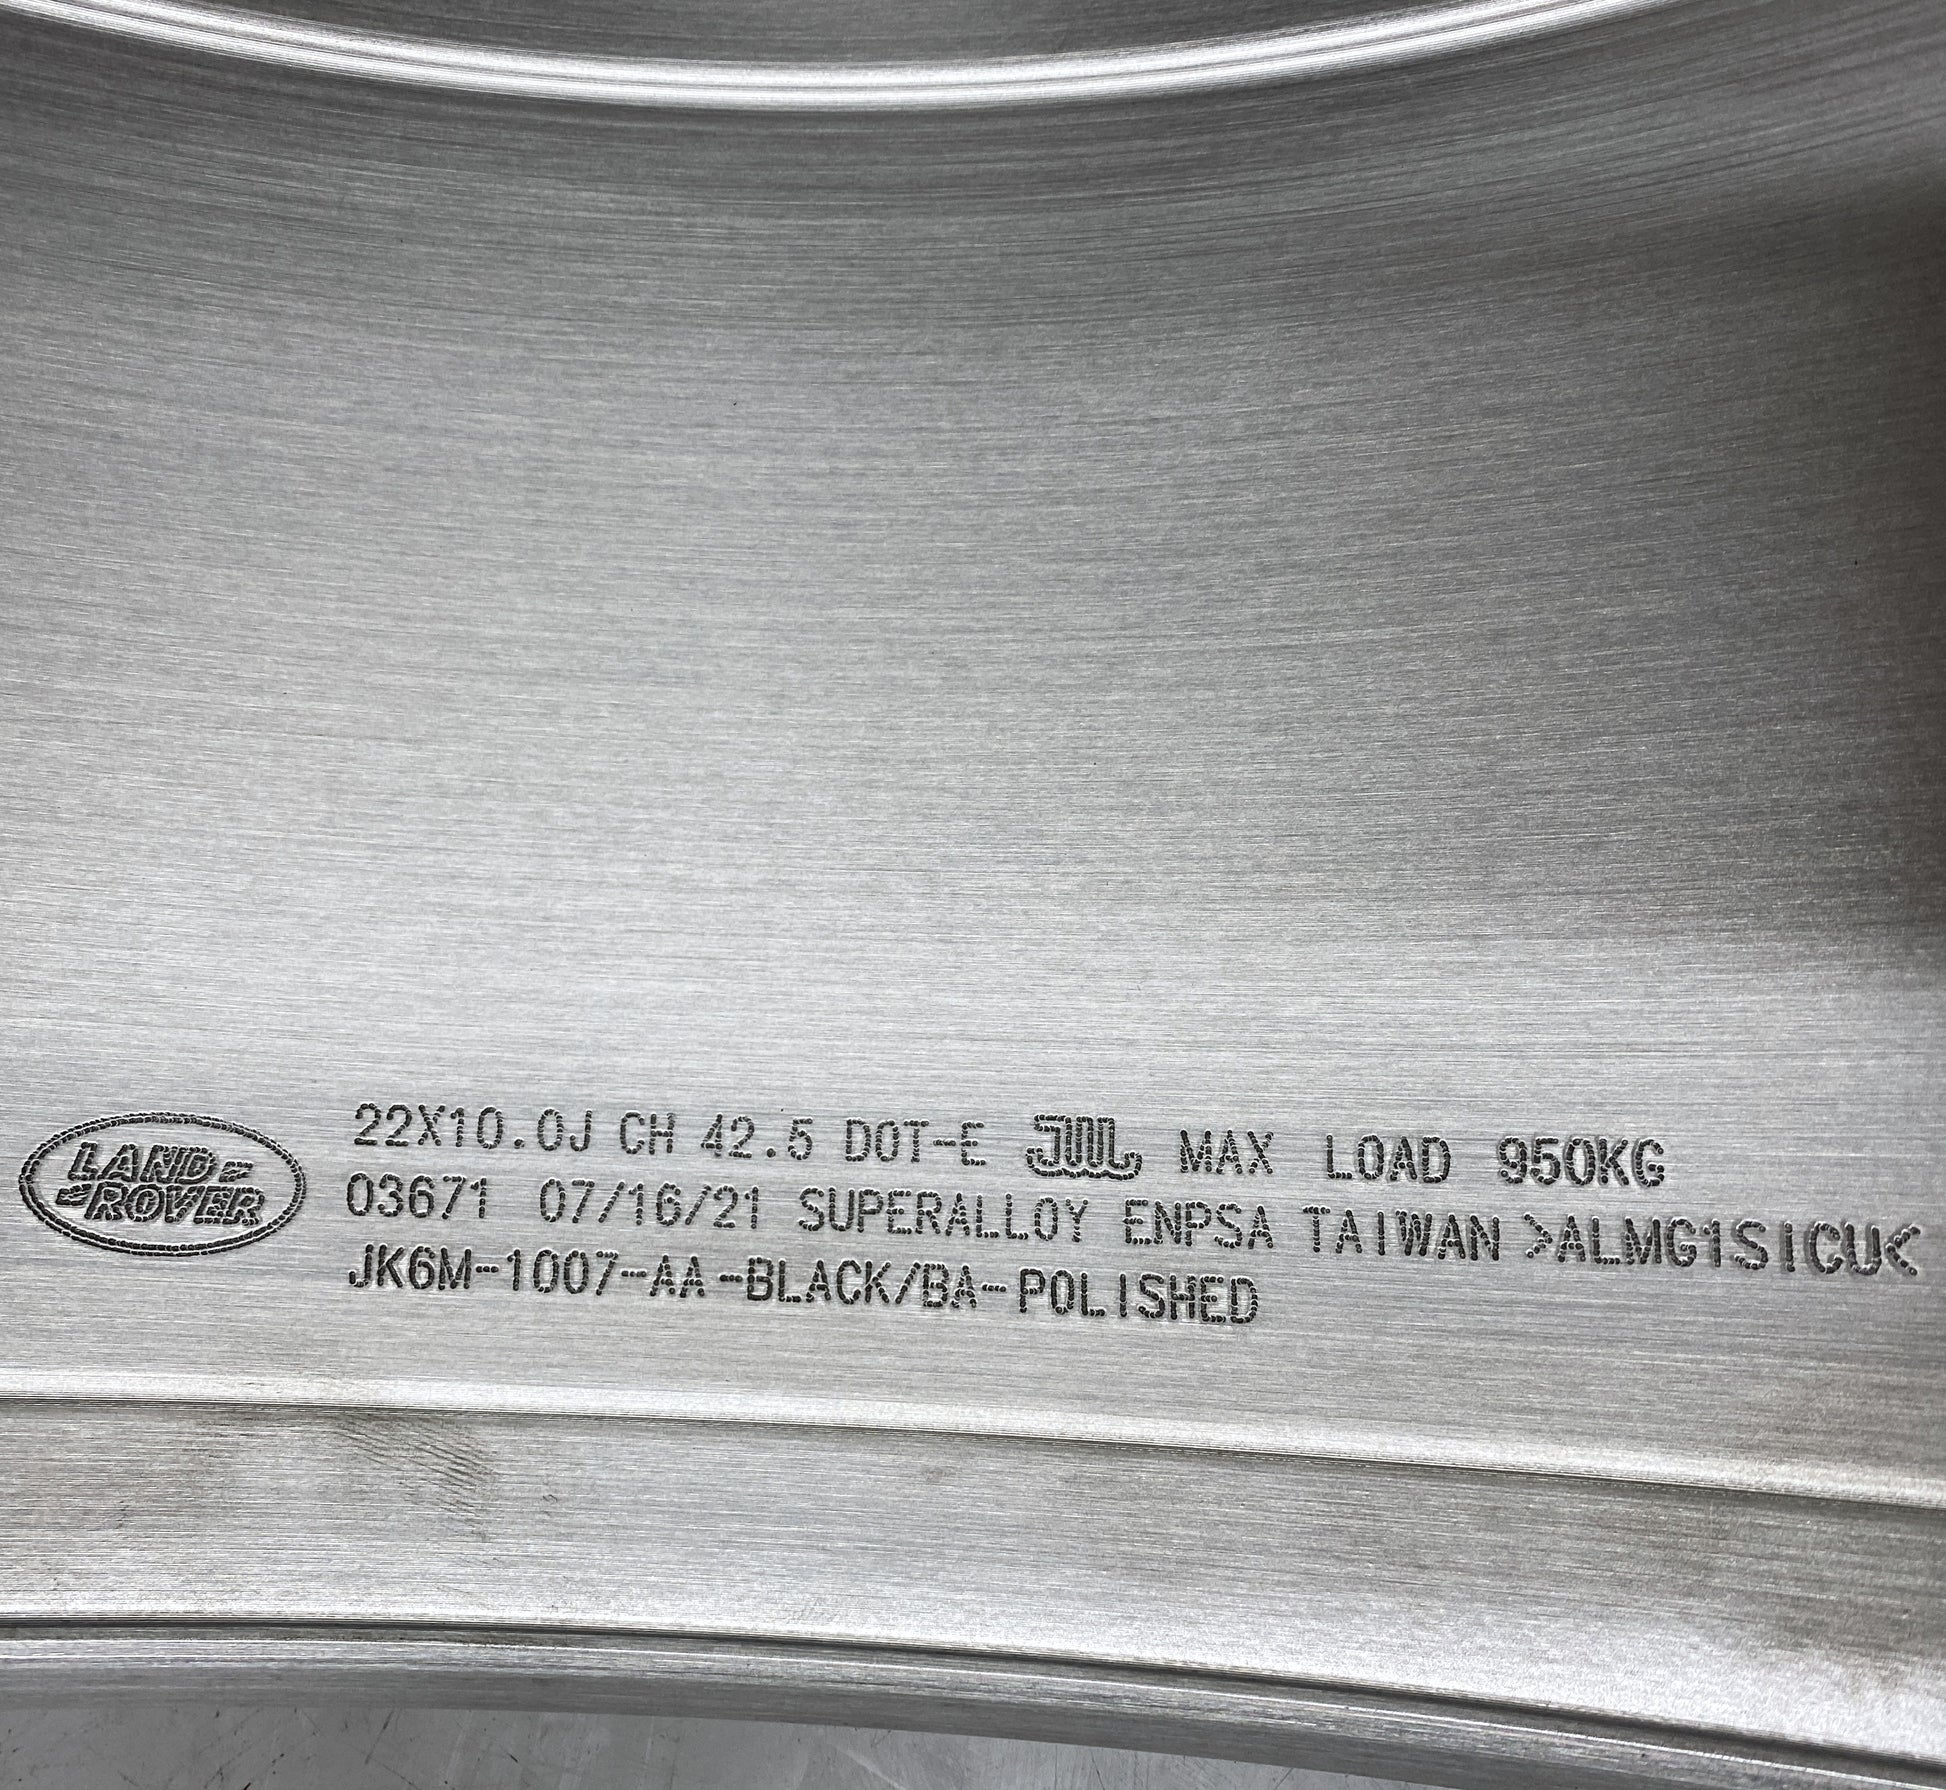 LAND
ROVER
22X10.0J CH 42.5 DOT-E JWL MAX LOAD 950KG
03671 07/16/21 SUPERALLOY ENPSA TAIWAN >ALMG1SICU<
JK6M-1007-AA-BLACK/BA-POLISHED